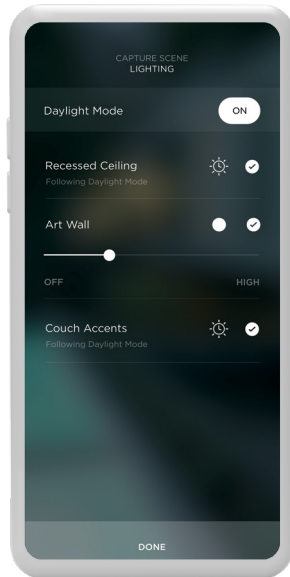 CAPTURE SCENE
LIGHTING
Daylight Mode
ON
Recessed Ceiling
Following Daylight Mode
Art Wall
OFF
HIGH
Couch Accents
Following Daylight Mode
DONE